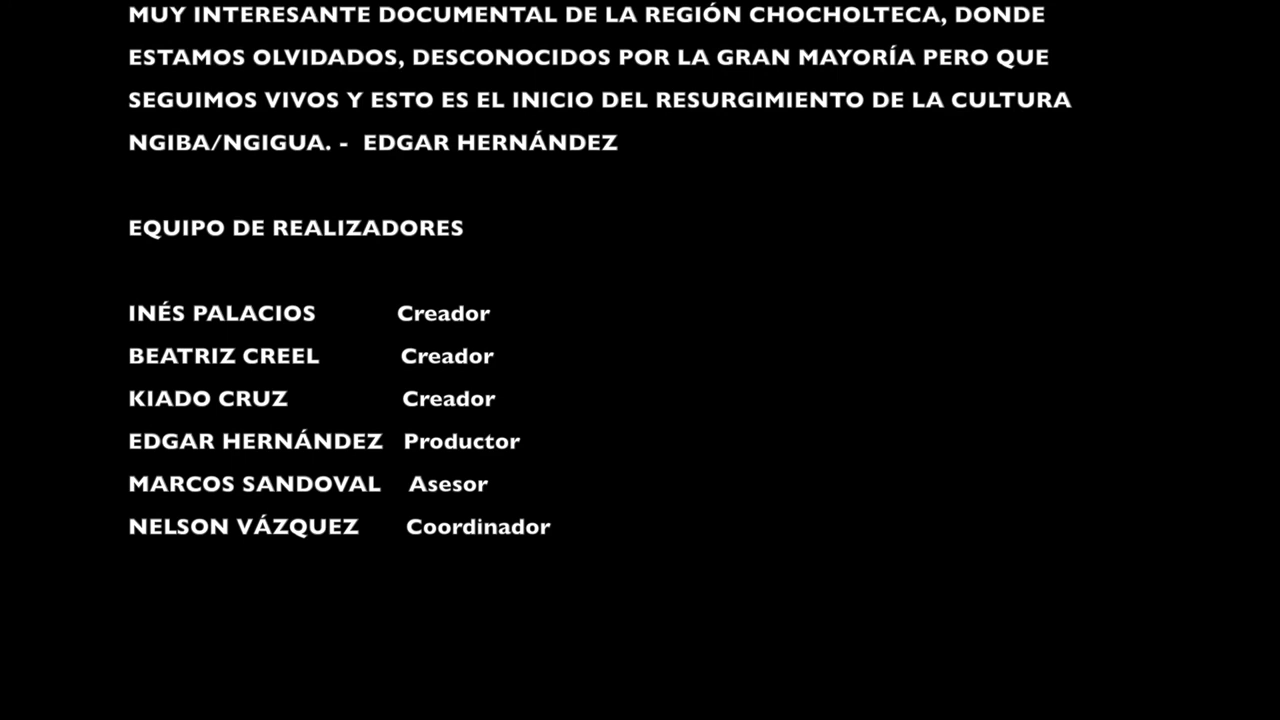 MUY INTERESANTE DOCUMENTAL DE LA REGIÓN CHOCHOLTECA, DONDE
ESTAMOS OLVIDADOS, DESCONOCIDOS POR LA GRAN MAYORÍA PERO QUE
SEGUIMOS VIVOS Y ESTO ES EL INICIO DEL RESURGIMIENTO DE LA CULTURA
NGIBA/NGIGUA. - EDGAR HERNÁNDEZ
EQUIPO DE REALIZADORES
INÉS PALACIOS Creador
BEATRIZ CREEL Creador
KIADO CRUZ Creador
EDGAR HERNÁNDEZ Productor
MARCOS SANDOVAL Asesor
NELSON VÁZQUEZ Coordinador